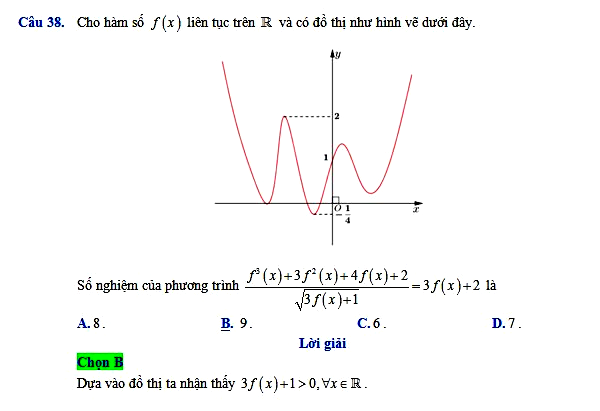 Câu 38. Cho hàm số f(x) liên tục trên ℝ và có đồ thị như hình vẽ dưới đây.
y
2
1
O 1/4 x
−
Số nghiệm của phương trình (f³(x)+3f²(x)+4f(x)+2)/√(3f(x)+1) = 3f(x)+2 là
A. 8. B. 9. C. 6. D. 7.
Lời giải
Chọn B
Dựa vào đồ thị ta nhận thấy 3f(x)+1>0, ∀x∈ℝ.